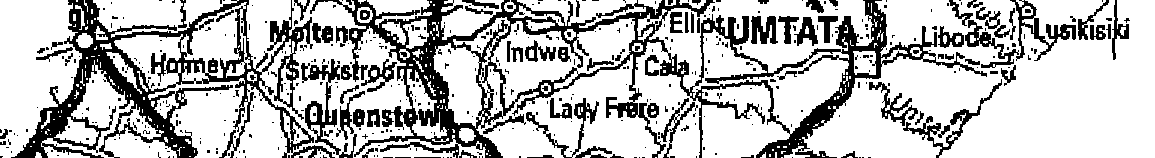 Molteno
Elliot
UMTATA
Libode
Lusikisiki
Indwe
Hofmeyr
Sterkstroom
Cala
Lady Frere
Queenstown